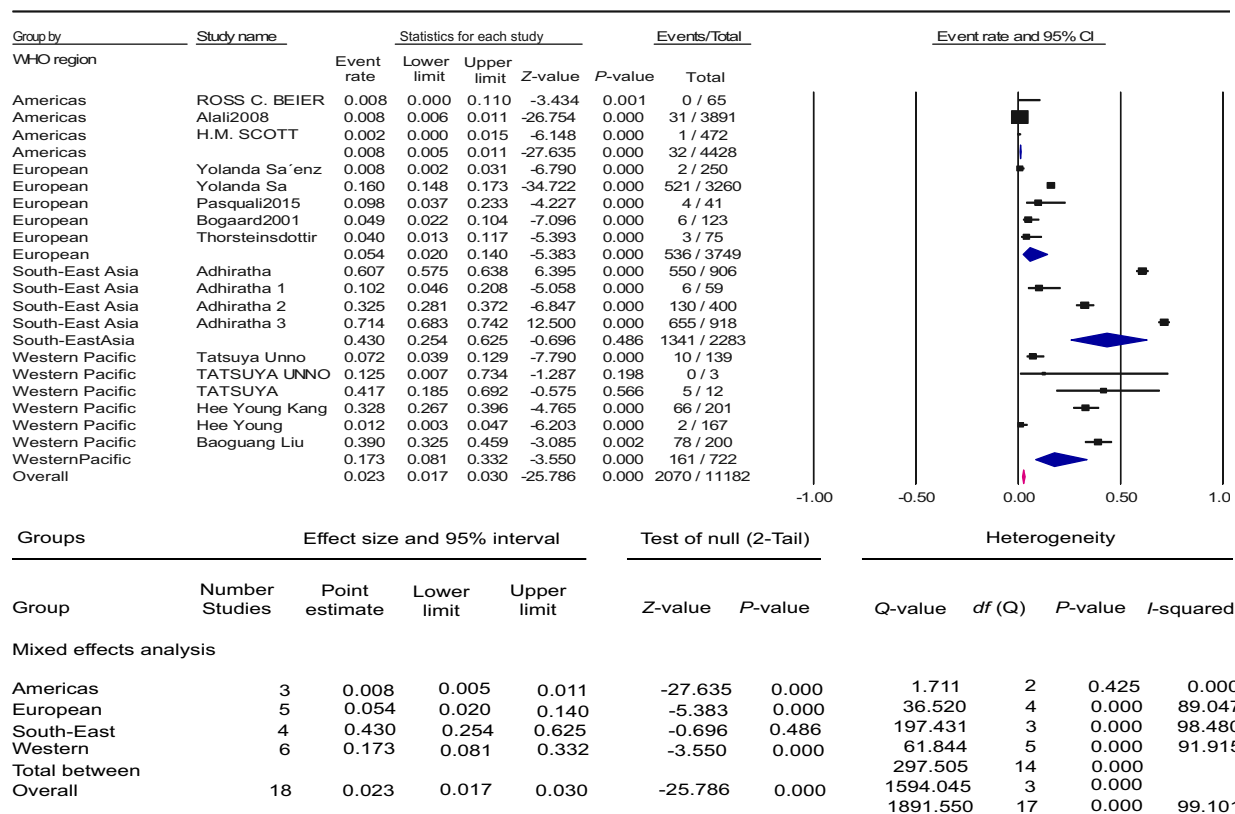 Group by Study name Statistics for each study Events/Total Event rate and 95% CI
WHO region
Event Lower Upper
rate limit limit Z-value P-value Total
Americas ROSS C. BEIER 0.008 0.000 0.110 -3.434 0.001 0 / 65
Americas Alali2008 0.008 0.006 0.011 -26.754 0.000 31 / 3891
Americas H.M. SCOTT 0.002 0.000 0.015 -6.148 0.000 1 / 472
Americas 0.008 0.005 0.011 -27.635 0.000 32 / 4428
European Yolanda Sa´enz 0.008 0.002 0.031 -6.790 0.000 2 / 250
European Yolanda Sa 0.160 0.148 0.173 -34.722 0.000 521 / 3260
European Pasquali2015 0.098 0.037 0.233 -4.227 0.000 4 / 41
European Bogaard2001 0.049 0.022 0.104 -7.096 0.000 6 / 123
European Thorsteinsdottir 0.040 0.013 0.117 -5.393 0.000 3 / 75
European 0.054 0.020 0.140 -5.383 0.000 536 / 3749
South-East Asia Adhiratha 0.607 0.575 0.638 6.395 0.000 550 / 906
South-East Asia Adhiratha 1 0.102 0.046 0.208 -5.058 0.000 6 / 59
South-East Asia Adhiratha 2 0.325 0.281 0.372 -6.847 0.000 130 / 400
South-East Asia Adhiratha 3 0.714 0.683 0.742 12.500 0.000 655 / 918
South-EastAsia 0.430 0.254 0.625 -0.696 0.486 1341 / 2283
Western Pacific Tatsuya Unno 0.072 0.039 0.129 -7.790 0.000 10 / 139
Western Pacific TATSUYA UNNO 0.125 0.007 0.734 -1.287 0.198 0 / 3
Western Pacific TATSUYA 0.417 0.185 0.692 -0.575 0.566 5 / 12
Western Pacific Hee Young Kang 0.328 0.267 0.396 -4.765 0.000 66 / 201
Western Pacific Hee Young 0.012 0.003 0.047 -6.203 0.000 2 / 167
Western Pacific Baoguang Liu 0.390 0.325 0.459 -3.085 0.002 78 / 200
WesternPacific 0.173 0.081 0.332 -3.550 0.000 161 / 722
Overall 0.023 0.017 0.030 -25.786 0.000 2070 / 11182
-1.00 -0.50 0.00 0.50 1.0
Groups Effect size and 95% interval Test of null (2-Tail) Heterogeneity
Number Point Lower Upper
Group Studies estimate limit limit Z-value P-value Q-value df (Q) P-value I-squared
Mixed effects analysis
Americas 3 0.008 0.005 0.011 -27.635 0.000 1.711 2 0.425 0.000
European 5 0.054 0.020 0.140 -5.383 0.000 36.520 4 0.000 89.047
South-East 4 0.430 0.254 0.625 -0.696 0.486 197.431 3 0.000 98.480
Western 6 0.173 0.081 0.332 -3.550 0.000 61.844 5 0.000 91.915
Total between 297.505 14 0.000
Overall 18 0.023 0.017 0.030 -25.786 0.000 1594.045 3 0.000
1891.550 17 0.000 99.101